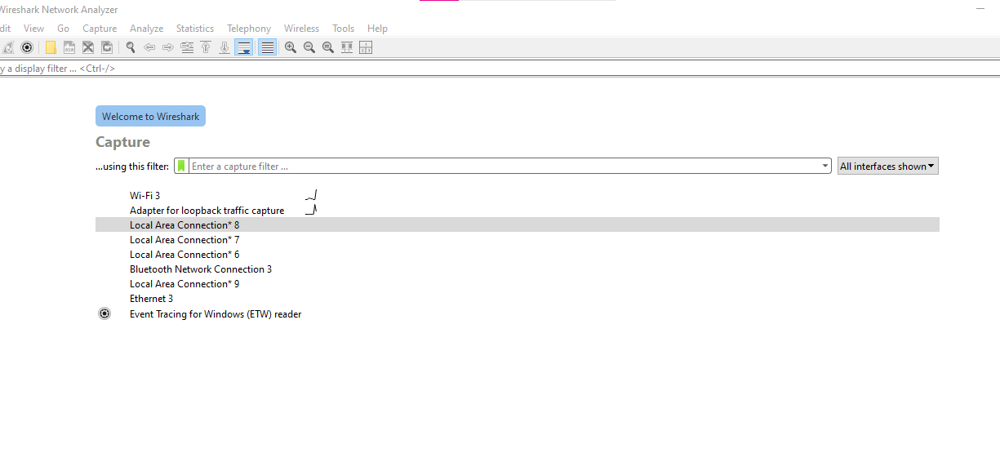 Wireshark Network Analyzer
dit View Go Capture Analyze Statistics Telephony Wireless Tools Help
y a display filter ... <Ctrl-/>
Welcome to Wireshark
Capture
...using this filter: Enter a capture filter ... All interfaces shown
Wi-Fi 3
Adapter for loopback traffic capture
Local Area Connection* 8
Local Area Connection* 7
Local Area Connection* 6
Bluetooth Network Connection 3
Local Area Connection* 9
Ethernet 3
Event Tracing for Windows (ETW) reader